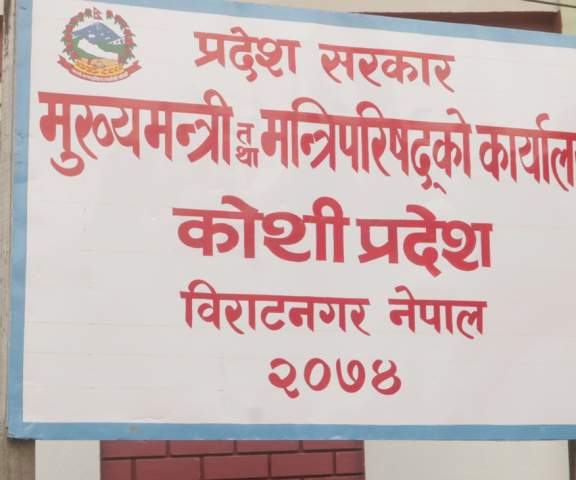 प्रदेश सरकार
मुख्यमन्त्री तथा मन्त्रिपरिषद्को कार्याल
कोशी प्रदेश
विराटनगर नेपाल
२०७४